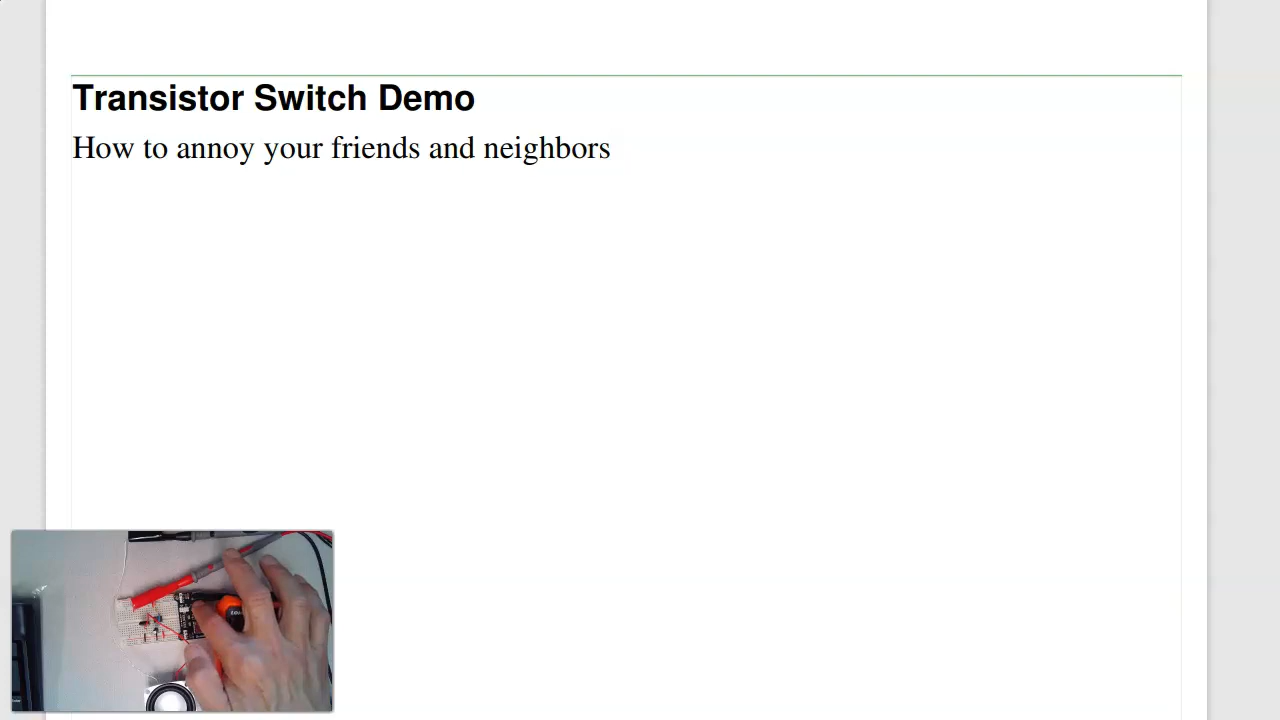 Transistor Switch Demo
How to annoy your friends and neighbors